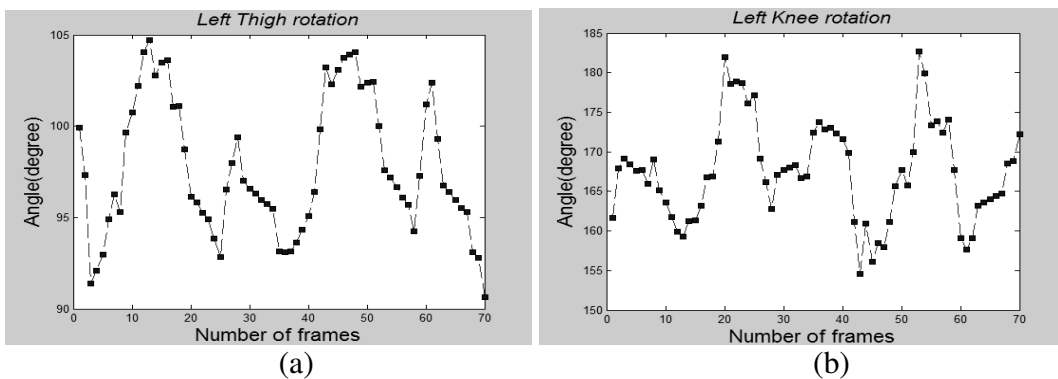 Left Thigh rotation
105
100
95
90
Angle(degree)
0 10 20 30 40 50 60 70
Number of frames
(a)
Left Knee rotation
185
180
175
170
165
160
155
150
Angle(degree)
0 10 20 30 40 50 60 70
Number of frames
(b)